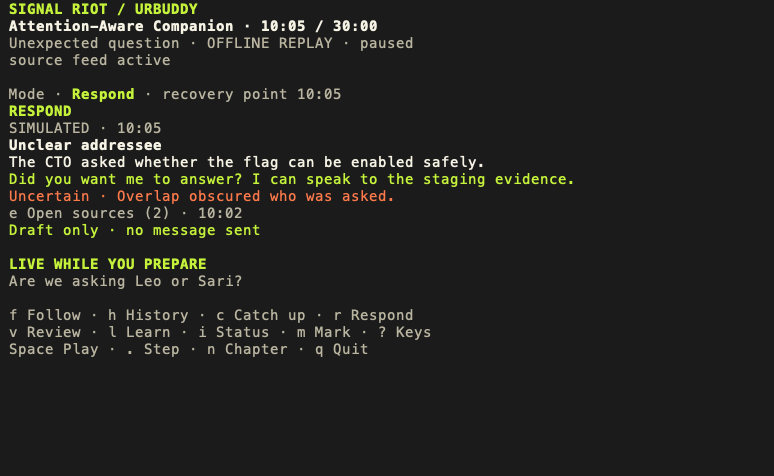 SIGNAL RIOT / URBUDDY
Attention-Aware Companion · 10:05 / 30:00
Unexpected question · OFFLINE REPLAY · paused
source feed active
Mode · Respond · recovery point 10:05
RESPOND
SIMULATED · 10:05
Unclear addressee
The CTO asked whether the flag can be enabled safely.
Did you want me to answer? I can speak to the staging evidence.
Uncertain · Overlap obscured who was asked.
e Open sources (2) · 10:02
Draft only · no message sent
LIVE WHILE YOU PREPARE
Are we asking Leo or Sari?
f Follow · h History · c Catch up · r Respond
v Review · l Learn · i Status · m Mark · ? Keys
Space Play · . Step · n Chapter · q Quit